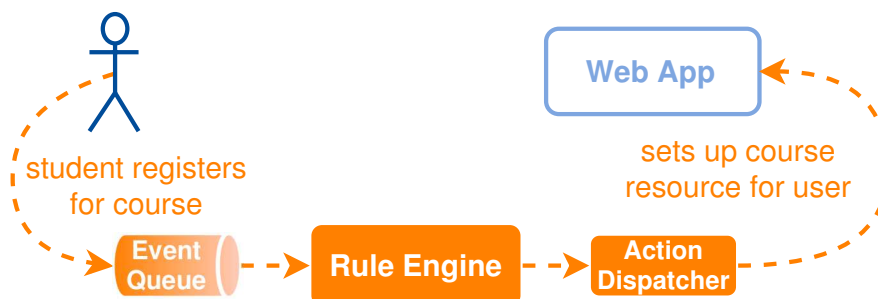 Web App
student registers
for course
sets up course
resource for user
Event
Queue
Rule Engine
Action
Dispatcher